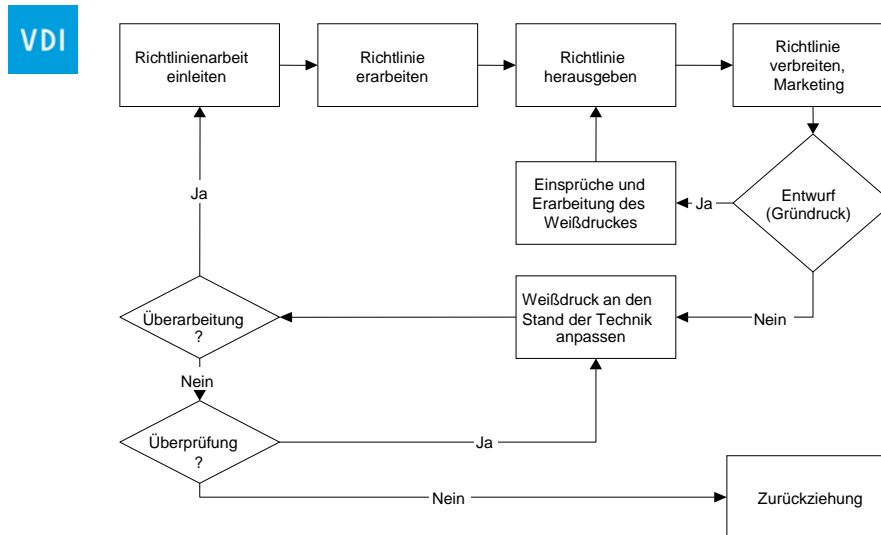 VDI
Richtlinienarbeit
einleiten
Richtlinie
erarbeiten
Richtlinie
herausgeben
Richtlinie
verbreiten,
Marketing
Ja
Einsprüche und
Erarbeitung des
Weißdruckes
Ja
Entwurf
(Gründruck)
Überarbeitung
?
Weißdruck an den
Stand der Technik
anpassen
Nein
Nein
Überprüfung
?
Ja
Nein
Zurückziehung